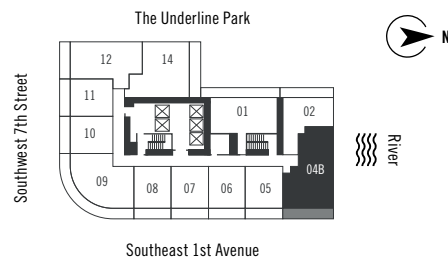 The Underline Park
N
12
14
11
01
02
Southwest 7th Street
10
River
04B
09
08
07
06
05
Southeast 1st Avenue